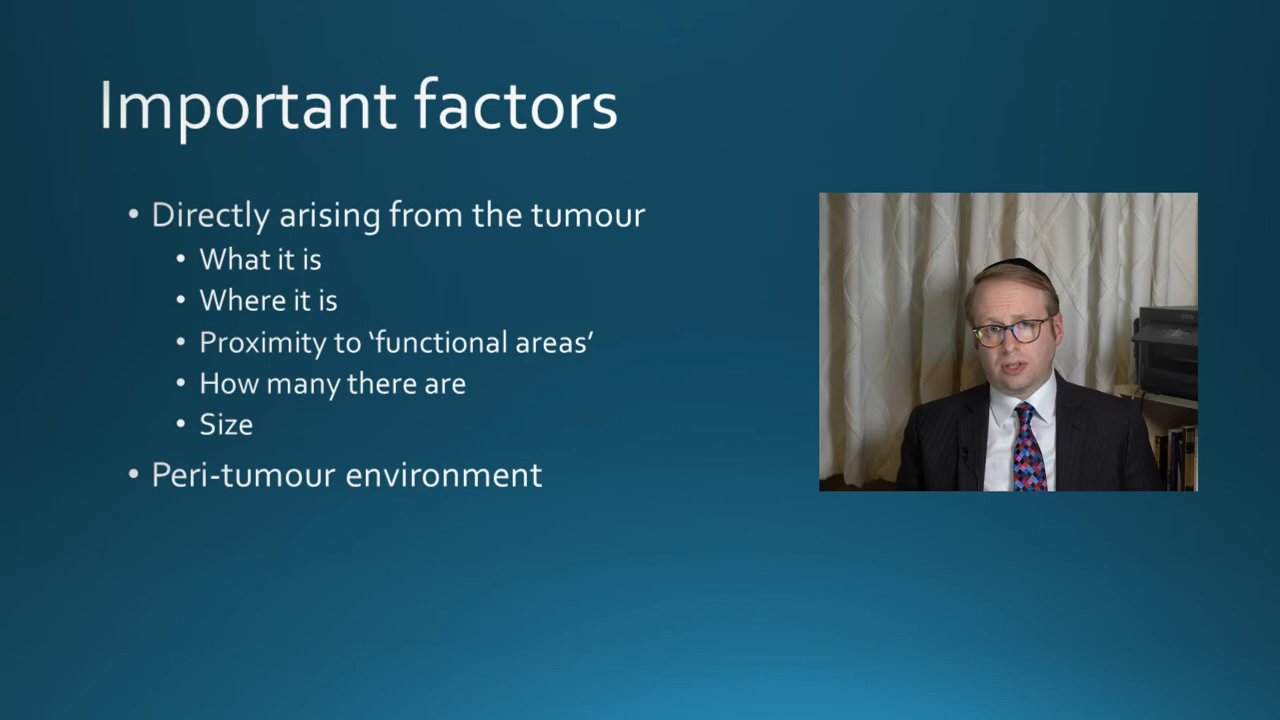 Important factors
• Directly arising from the tumour
• What it is
• Where it is
• Proximity to ‘functional areas’
• How many there are
• Size
• Peri-tumour environment